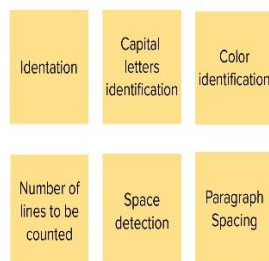 Identation
Capital
letters
identification
Color
identification
Number of
lines to be
counted
Space
detection
Paragraph
Spacing